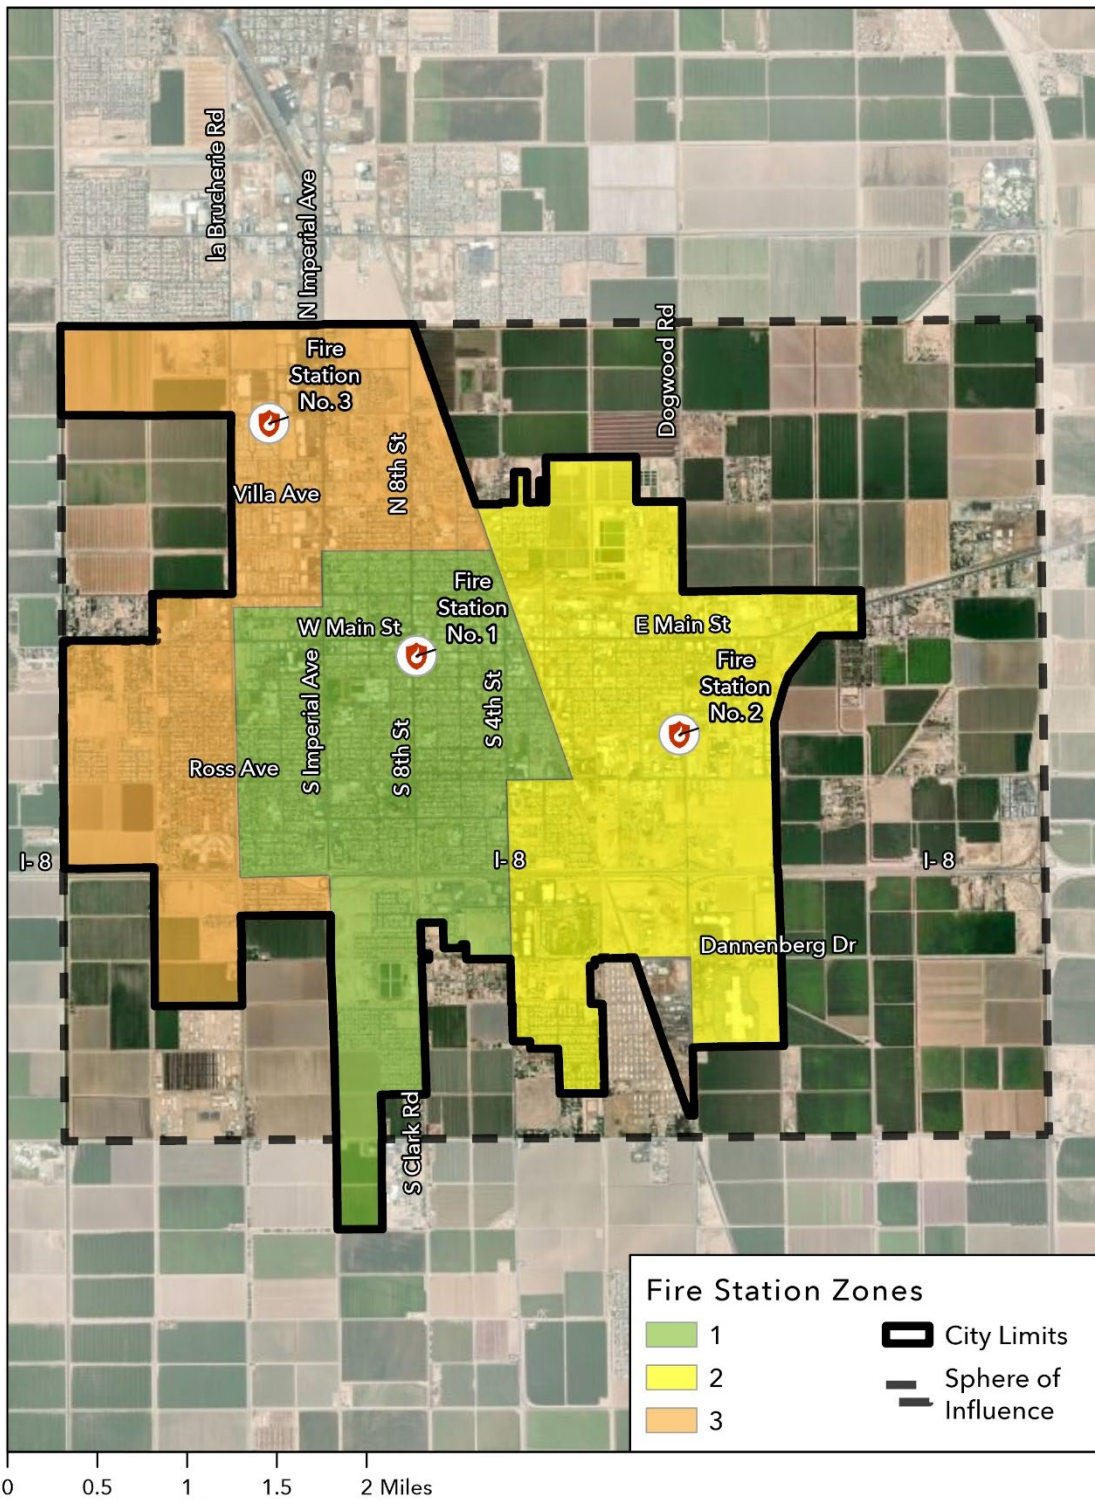 la Brucherie Rd
N Imperial Ave
Dogwood Rd
Fire
Station
No. 3
N 8th St
Villa Ave
Fire
Station
No. 1
W Main St
E Main St
Fire
Station
No. 2
S Imperial Ave
S 4th St
S 8th St
Ross Ave
I- 8
I- 8
I- 8
Dannenberg Dr
S Clark Rd
Fire Station Zones
1
2
3
City Limits
Sphere of
Influence
0 0.5 1 1.5 2 Miles